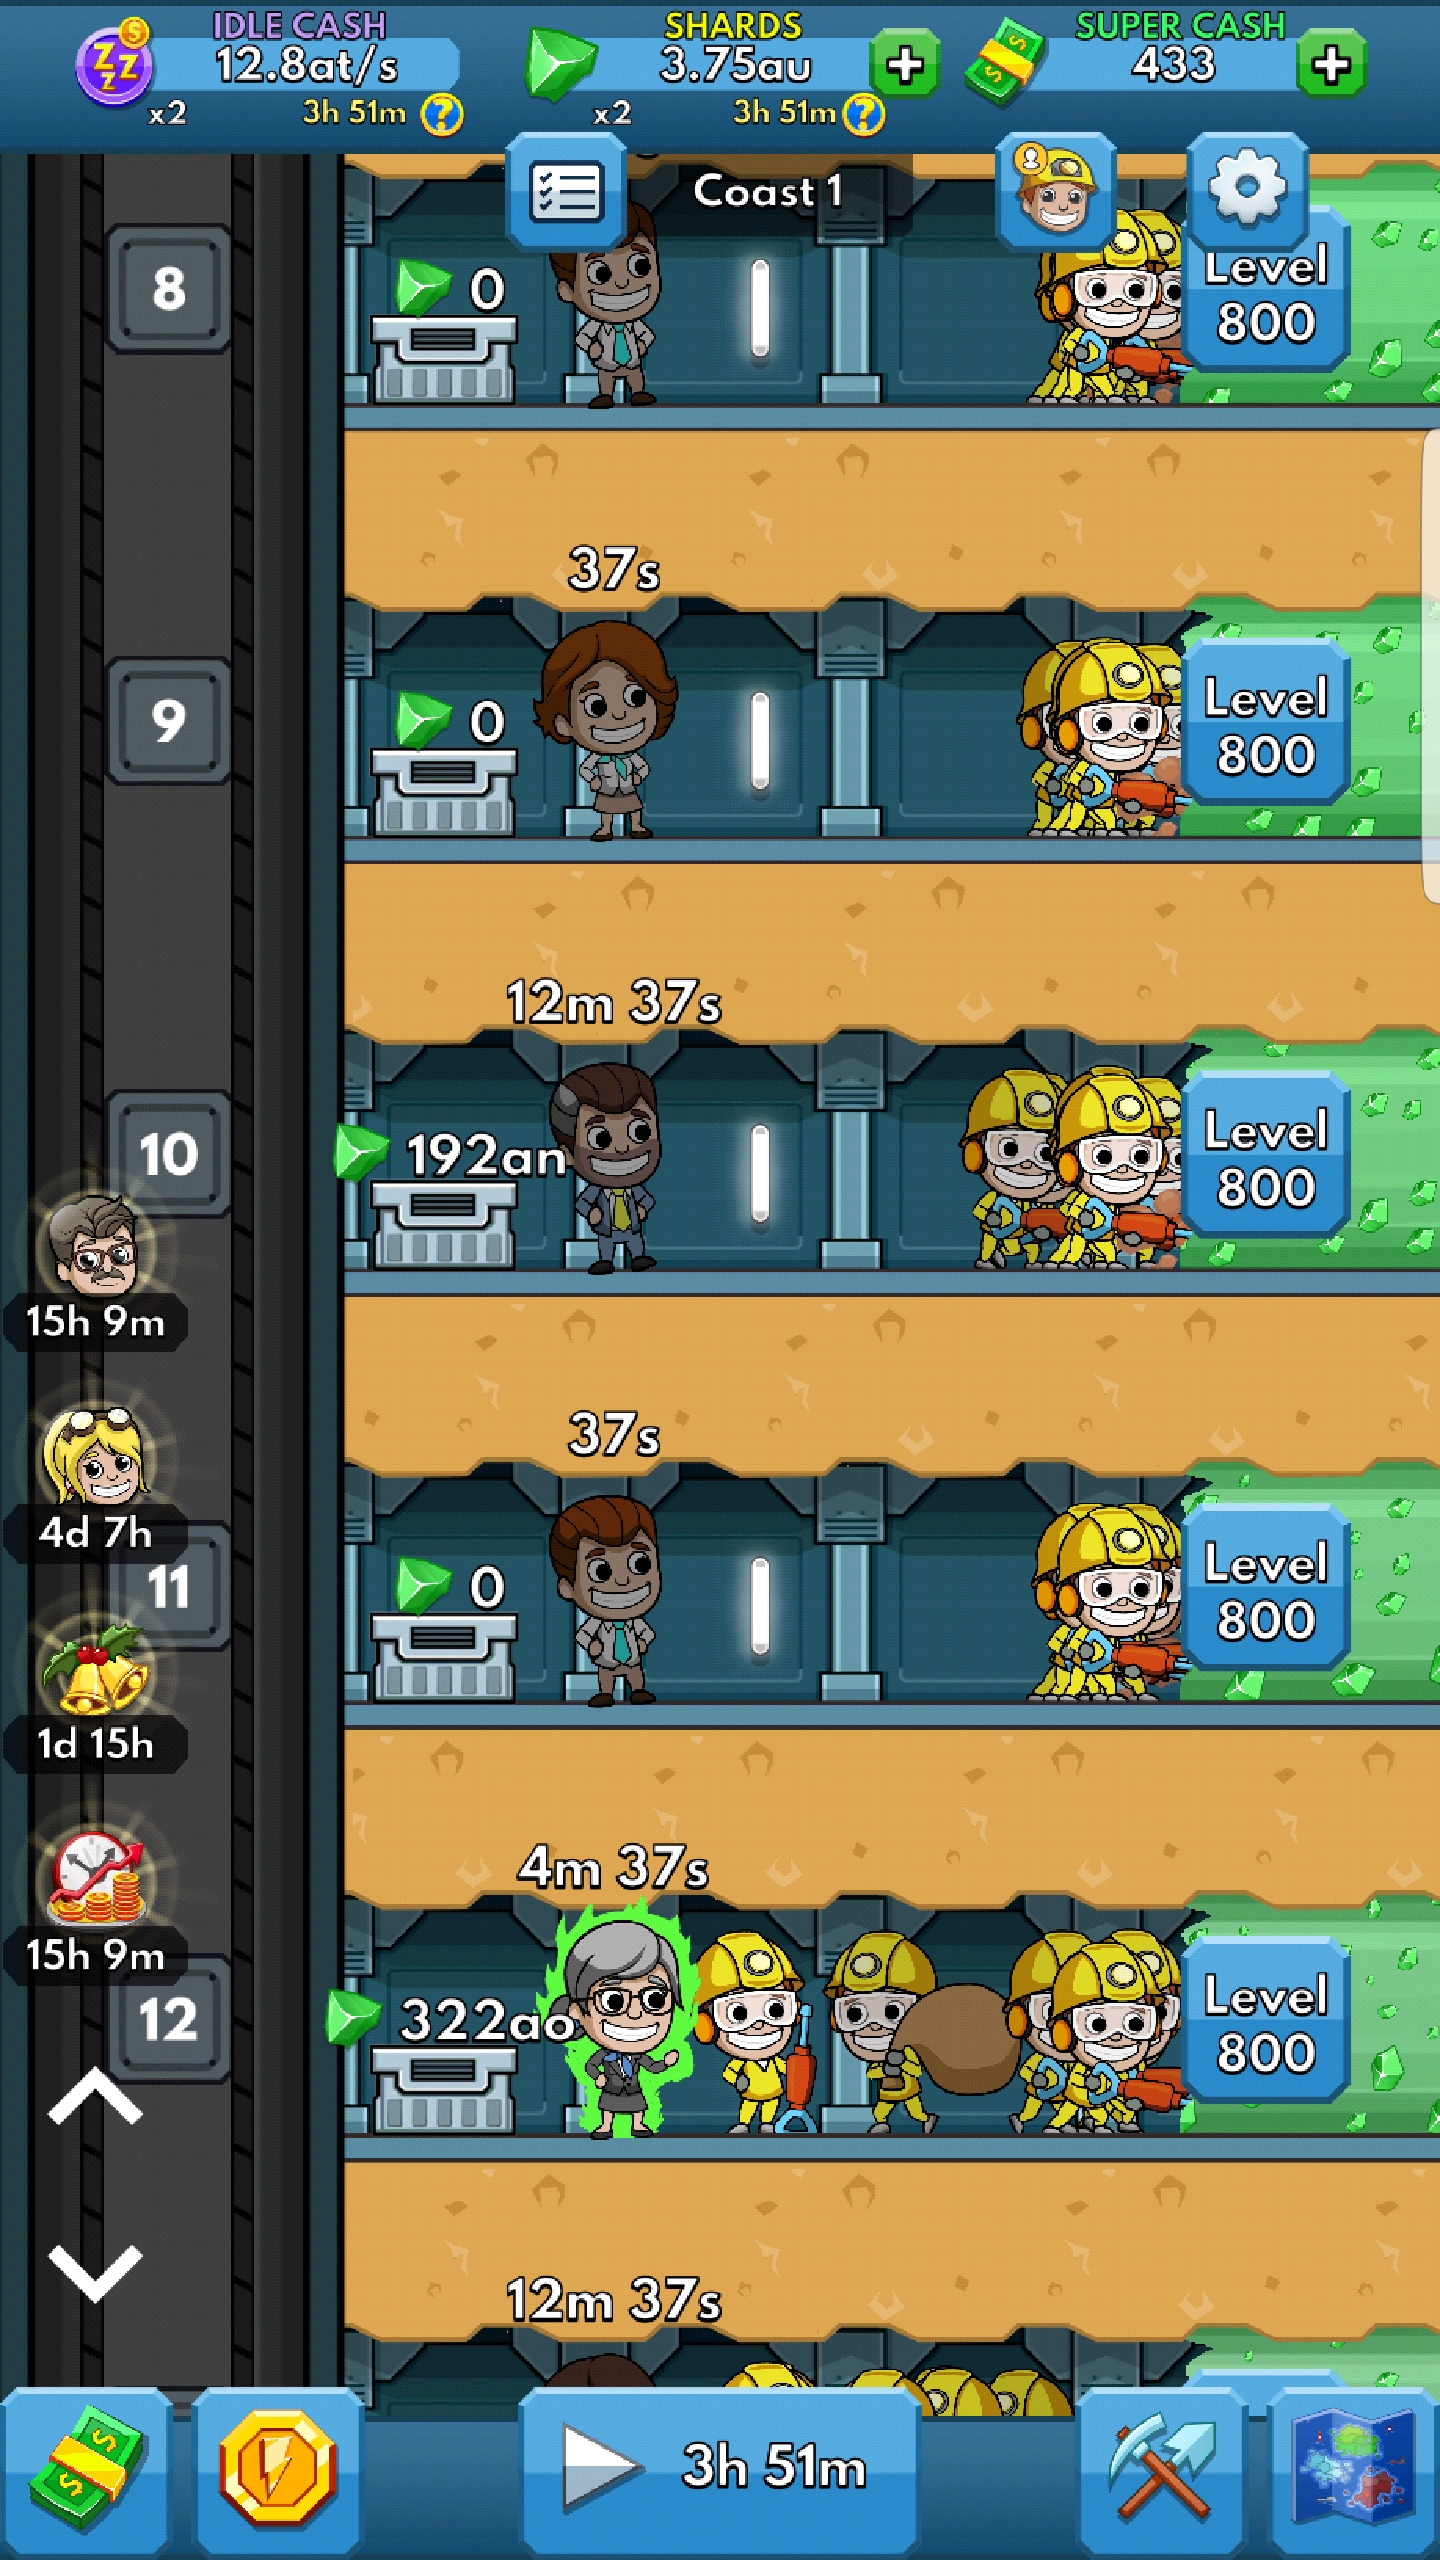 IDLE CASH
12.8at/s
x2
3h 51m
?
SHARDS
3.75au
x2
3h 51m
?
SUPER CASH
433
Coast 1
8
0
Level
800
37s
9
0
Level
800
12m 37s
10
192an
Level
800
15h 9m
37s
4d 7h
11
0
Level
800
1d 15h
4m 37s
15h 9m
12
322ao
Level
800
12m 37s
3h 51m